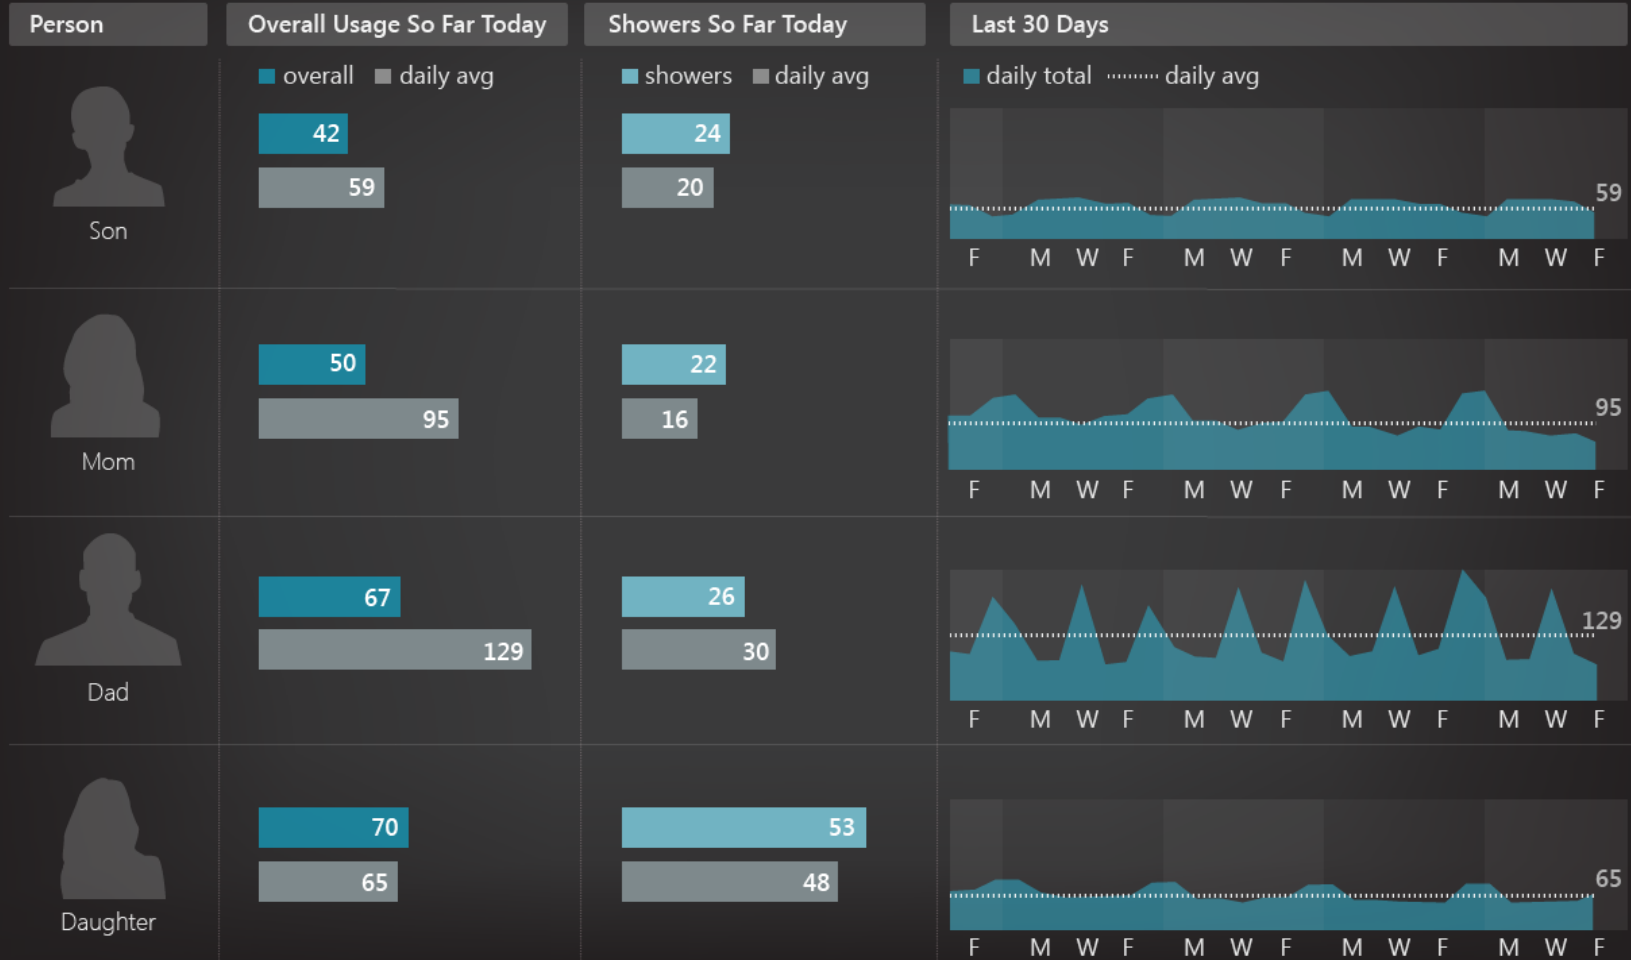 Person
Overall Usage So Far Today
Showers So Far Today
Last 30 Days
overall daily avg
showers daily avg
daily total daily avg
42
24
59
20
59
Son
F M W F M W F M W F M W F
50
22
95
16
95
Mom
F M W F M W F M W F M W F
67
26
129
129
30
Dad
F M W F M W F M W F M W F
70
53
65
65
48
Daughter
F M W F M W F M W F M W F